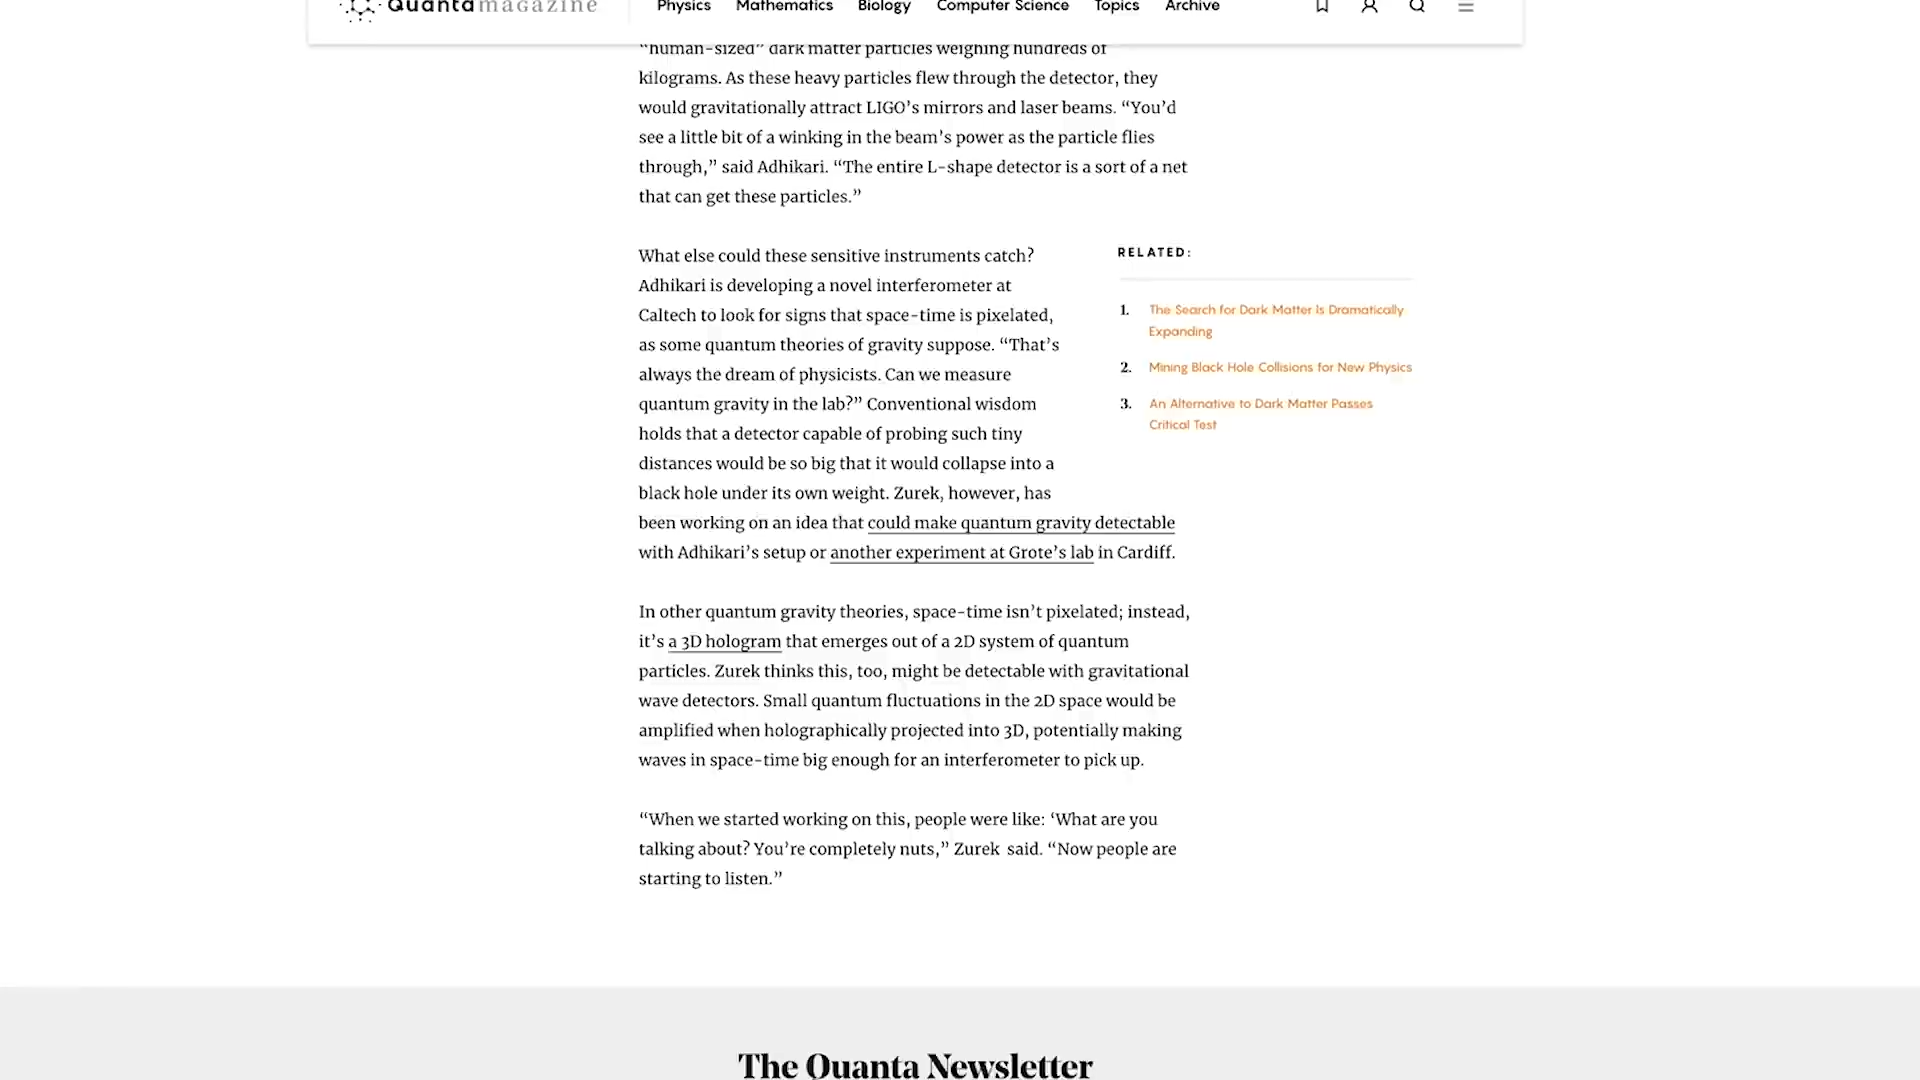 Quantamagazine
Physics Mathematics Biology Computer Science Topics Archive
“human-sized” dark matter particles weighing hundreds of
kilograms. As these heavy particles flew through the detector, they
would gravitationally attract LIGO’s mirrors and laser beams. “You’d
see a little bit of a winking in the beam’s power as the particle flies
through,” said Adhikari. “The entire L-shape detector is a sort of a net
that can get these particles.”
What else could these sensitive instruments catch?
Adhikari is developing a novel interferometer at
Caltech to look for signs that space-time is pixelated,
as some quantum theories of gravity suppose. “That’s
always the dream of physicists. Can we measure
quantum gravity in the lab?” Conventional wisdom
holds that a detector capable of probing such tiny
distances would be so big that it would collapse into a
black hole under its own weight. Zurek, however, has
been working on an idea that could make quantum gravity detectable
with Adhikari’s setup or another experiment at Grote’s lab in Cardiff.
RELATED:
1. The Search for Dark Matter Is Dramatically
Expanding
2. Mining Black Hole Collisions for New Physics
3. An Alternative to Dark Matter Passes
Critical Test
In other quantum gravity theories, space-time isn’t pixelated; instead,
it’s a 3D hologram that emerges out of a 2D system of quantum
particles. Zurek thinks this, too, might be detectable with gravitational
wave detectors. Small quantum fluctuations in the 2D space would be
amplified when holographically projected into 3D, potentially making
waves in space-time big enough for an interferometer to pick up.
“When we started working on this, people were like: ‘What are you
talking about? You’re completely nuts,” Zurek said. “Now people are
starting to listen.”
The Quanta Newsletter